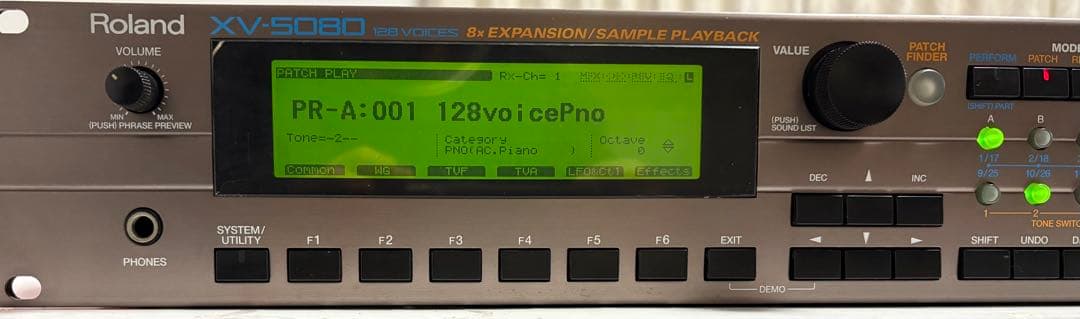 Roland XV-5080 128 VOICES 8x EXPANSION/SAMPLE PLAYBACK
VOLUME
MIN MAX
(PUSH) PHRASE PREVIEW
PHONES
PATCH PLAY Rx-Ch= 1 L
PR-A:001 128voicePno
Tone=-2-- Category Octave
PNO(AC.Piano ) 0
Common WG TVF TVA LFO&Ctl Effects
SYSTEM/
UTILITY
F1 F2 F3 F4 F5 F6 EXIT
DEMO
VALUE
(PUSH)
SOUND LIST
PATCH
FINDER
MODE
PERFORM PATCH
(SHIFT) PART
A B
1/17 2/18
9/25 10/26
1 2
TONE SWITC
DEC ▲ INC
◄ ▼ ►
SHIFT UNDO